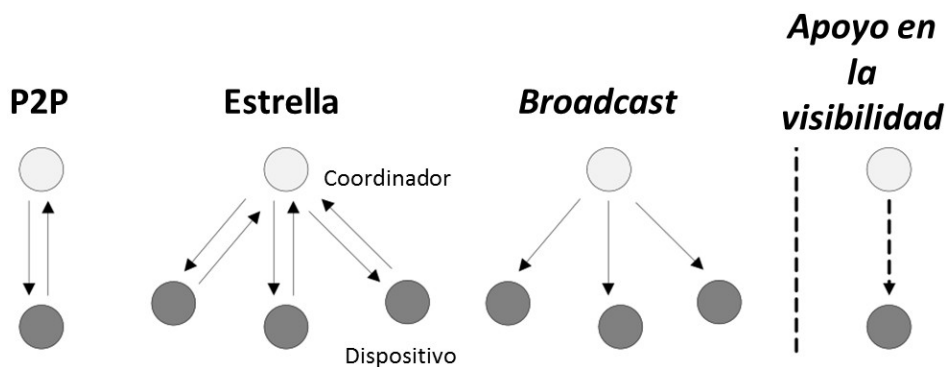 P2P
Estrella
Broadcast
Apoyo en
la
visibilidad
Coordinador
Dispositivo